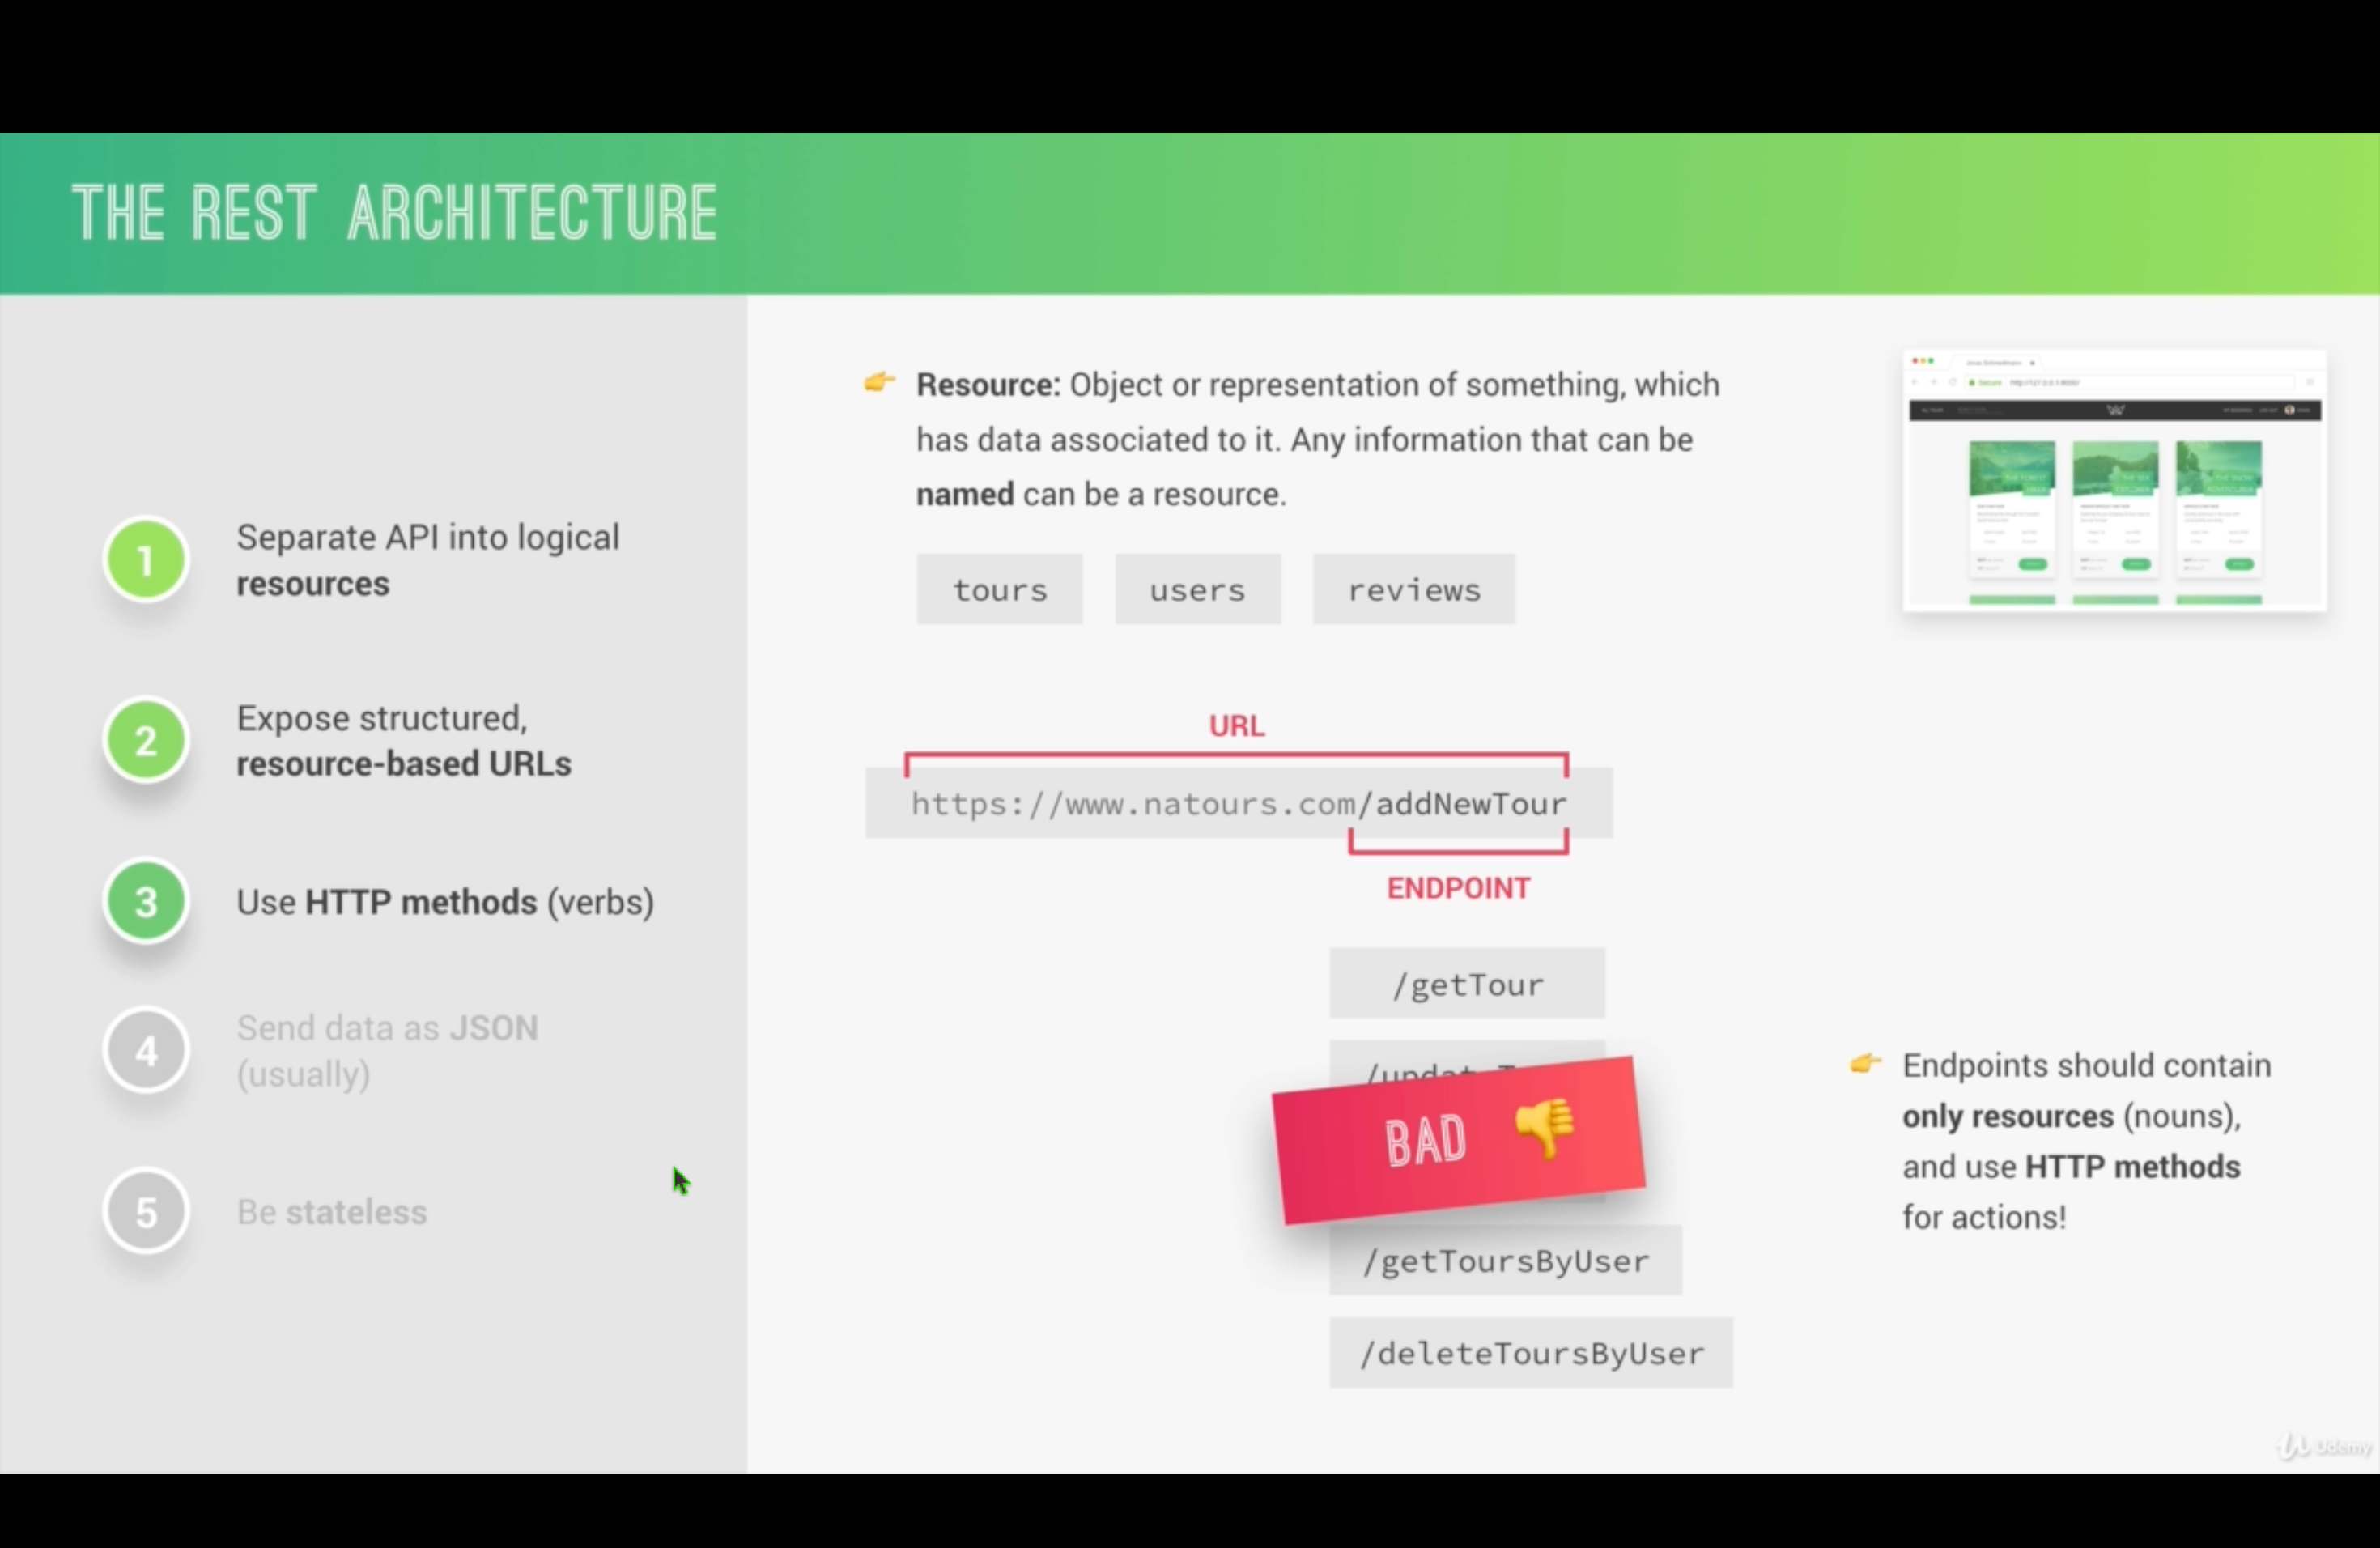 THE REST ARCHITECTURE
1
Separate API into logical
resources
2
Expose structured,
resource-based URLs
3
Use HTTP methods (verbs)
4
Send data as JSON
(usually)
5
Be stateless
Resource: Object or representation of something, which
has data associated to it. Any information that can be
named can be a resource.
tours
users
reviews
URL
https://www.natours.com/addNewTour
ENDPOINT
/getTour
BAD
/getToursByUser
/deleteToursByUser
Endpoints should contain
only resources (nouns),
and use HTTP methods
for actions!
Secure
Udemy